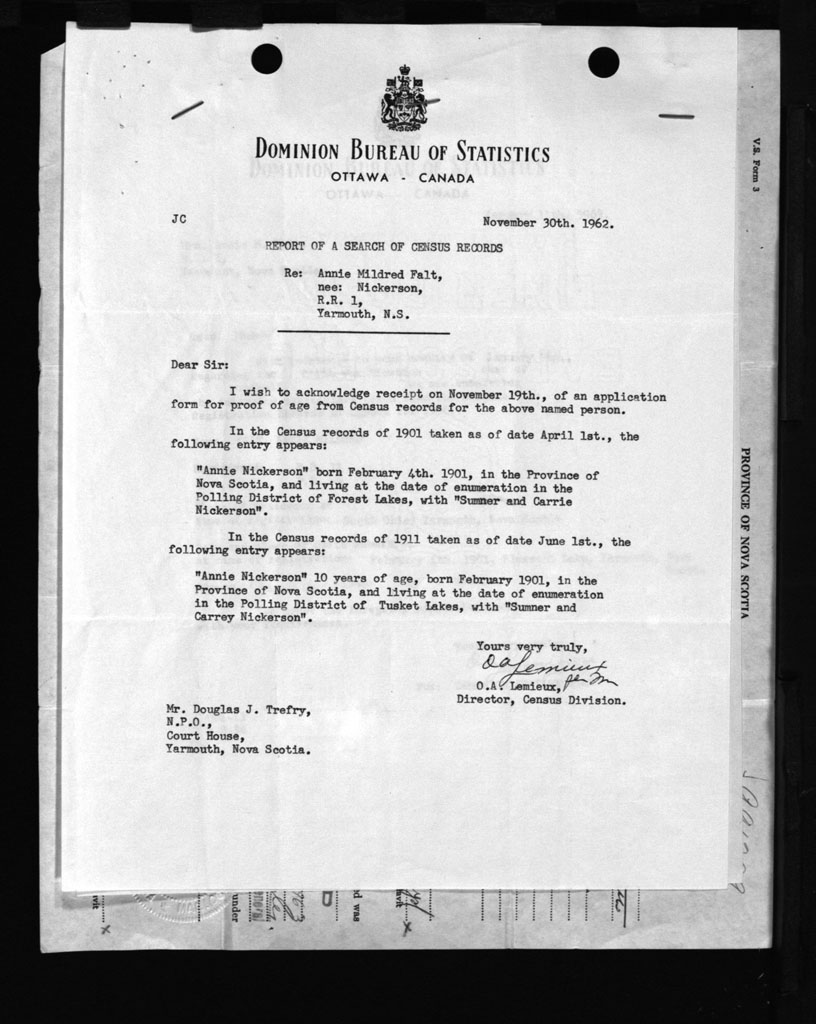 DOMINION BUREAU OF STATISTICS
OTTAWA - CANADA
JC
November 30th. 1962.
REPORT OF A SEARCH OF CENSUS RECORDS
Re: Annie Mildred Falt,
nee: Nickerson,
R.R. 1,
Yarmouth, N.S.
Dear Sir:
I wish to acknowledge receipt on November 19th., of an application
form for proof of age from Census records for the above named person.
In the Census records of 1901 taken as of date April 1st., the
following entry appears:
"Annie Nickerson" born February 4th. 1901, in the Province of
Nova Scotia, and living at the date of enumeration in the
Polling District of Forest Lakes, with "Sumner and Carrie
Nickerson".
In the Census records of 1911 taken as of date June 1st., the
following entry appears:
"Annie Nickerson" 10 years of age, born February 1901, in the
Province of Nova Scotia, and living at the date of enumeration
in the Polling District of Tusket Lakes, with "Sumner and
Carrey Nickerson".
Yours very truly,
OA Lemieux
O.A. Lemieux,
Director, Census Division.
Mr. Douglas J. Trefry,
N.P.O.,
Court House,
Yarmouth, Nova Scotia.
V.S. Form 3
PROVINCE OF NOVA SCOTIA
under
d was